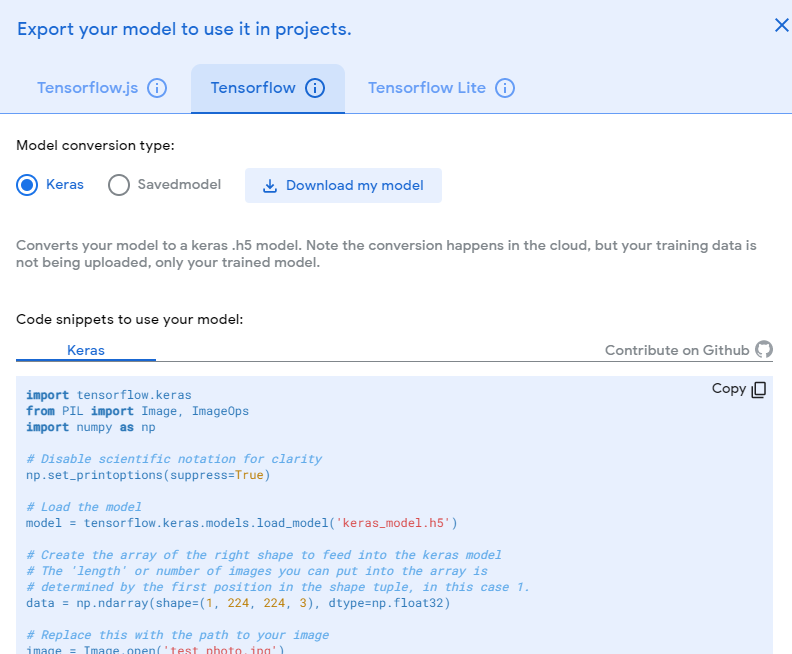 Export your model to use it in projects.
Tensorflow.js
Tensorflow
Tensorflow Lite
Model conversion type:
Keras
Savedmodel
Download my model
Converts your model to a keras .h5 model. Note the conversion happens in the cloud, but your training data is
not being uploaded, only your trained model.
Code snippets to use your model:
Keras
Contribute on Github
Copy
import tensorflow.keras
from PIL import Image, ImageOps
import numpy as np
# Disable scientific notation for clarity
np.set_printoptions(suppress=True)
# Load the model
model = tensorflow.keras.models.load_model('keras_model.h5')
# Create the array of the right shape to feed into the keras model
# The 'length' or number of images you can put into the array is
# determined by the first position in the shape tuple, in this case 1.
data = np.ndarray(shape=(1, 224, 224, 3), dtype=np.float32)
# Replace this with the path to your image
image = Image.open('test_photo.jpg')